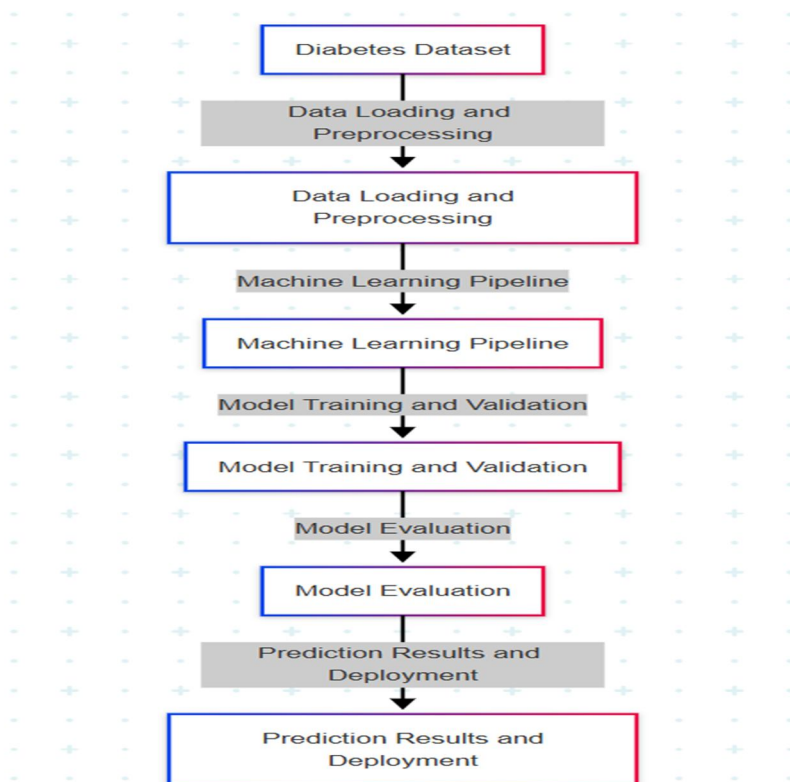 Diabetes Dataset
Data Loading and
Preprocessing
Data Loading and
Preprocessing
Machine Learning Pipeline
Machine Learning Pipeline
Model Training and Validation
Model Training and Validation
Model Evaluation
Model Evaluation
Prediction Results and
Deployment
Prediction Results and
Deployment